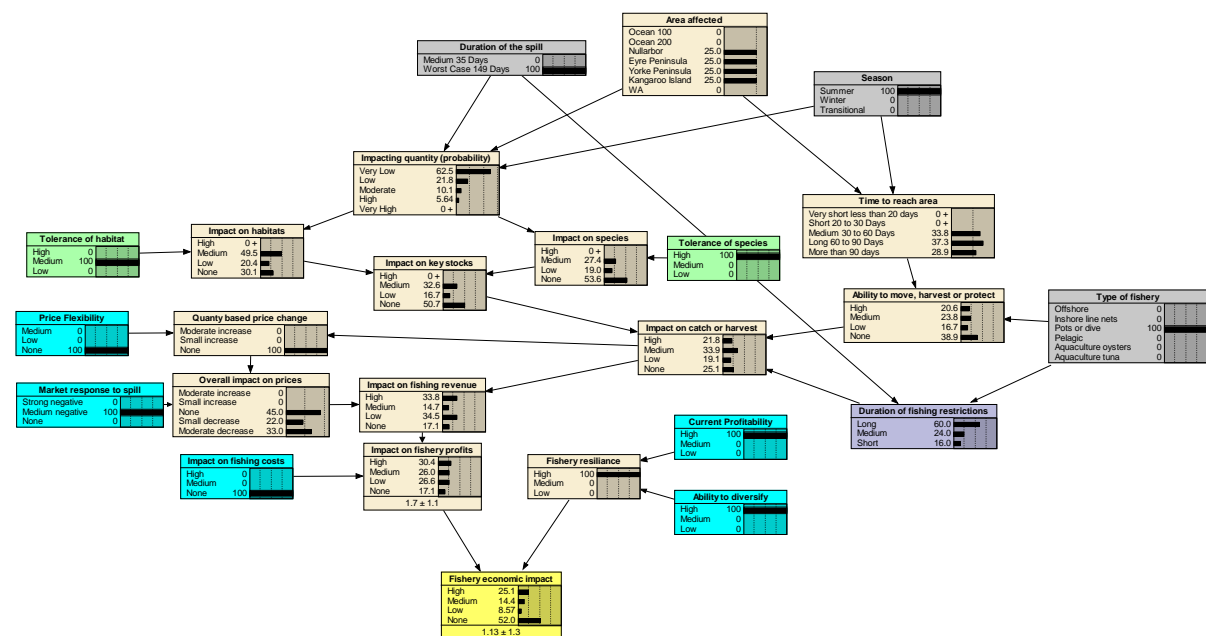 Area affected
Ocean 100 0
Ocean 200 0
Nullarbor 25.0
Eyre Peninsula 25.0
Yorke Peninsula 25.0
Kangaroo Island 25.0
WA 0
Duration of the spill
Medium 35 Days 0
Worst Case 149 Days 100
Season
Summer 100
Winter 0
Transitional 0
Impacting quantity (probability)
Very Low 62.5
Low 21.8
Moderate 10.1
High 5.64
Very High 0 +
Time to reach area
Very short less than 20 days 0 +
Short 20 to 30 Days 0 +
Medium 30 to 60 Days 33.8
Long 60 to 90 Days 37.3
More than 90 days 28.9
Tolerance of habitat
High 0
Medium 100
Low 0
Impact on habitats
High 0 +
Medium 49.5
Low 20.4
None 30.1
Impact on species
High 0 +
Medium 27.4
Low 19.0
None 53.6
Tolerance of species
High 100
Medium 0
Low 0
Impact on key stocks
High 0 +
Medium 32.6
Low 16.7
None 50.7
Ability to move, harvest or protect
High 20.6
Medium 23.8
Low 16.7
None 38.9
Type of fishery
Offshore 0
Inshore line nets 0
Pots or dive 100
Pelagic 0
Aquaculture oysters 0
Aquaculture tuna 0
Price Flexibility
Medium 0
Low 0
None 100
Quanty based price change
Moderate increase 0
Small increase 0
None 100
Impact on catch or harvest
High 21.8
Medium 33.9
Low 19.1
None 25.1
Market response to spill
Strong negative 0
Medium negative 100
None 0
Overall impact on prices
Moderate increase 0
Small increase 0
None 45.0
Small decrease 22.0
Moderate decrease 33.0
Impact on fishing revenue
High 33.8
Medium 14.7
Low 34.5
None 17.1
Duration of fishing restrictions
Long 60.0
Medium 24.0
Short 16.0
Current Profitability
High 100
Medium 0
Low 0
Impact on fishing costs
High 0
Medium 0
None 100
Impact on fishery profits
High 30.4
Medium 26.0
Low 26.6
None 17.1
1.7 ± 1.1
Fishery resiliance
High 100
Medium 0
Low 0
Ability to diversify
High 100
Medium 0
Low 0
Fishery economic impact
High 25.1
Medium 14.4
Low 8.57
None 52.0
1.13 ± 1.3